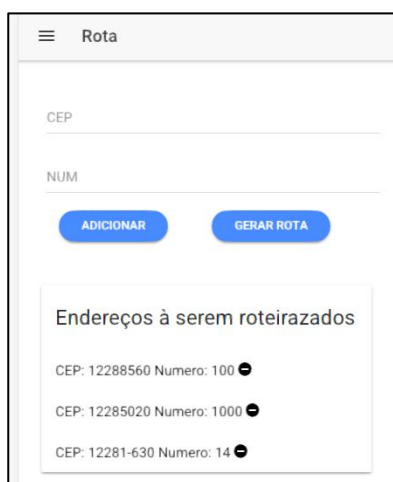 Rota
CEP
NUM
ADICIONAR GERAR ROTA
Endereços à serem roteirazados
CEP: 12288560 Numero: 100
CEP: 12285020 Numero: 1000
CEP: 12281-630 Numero: 14